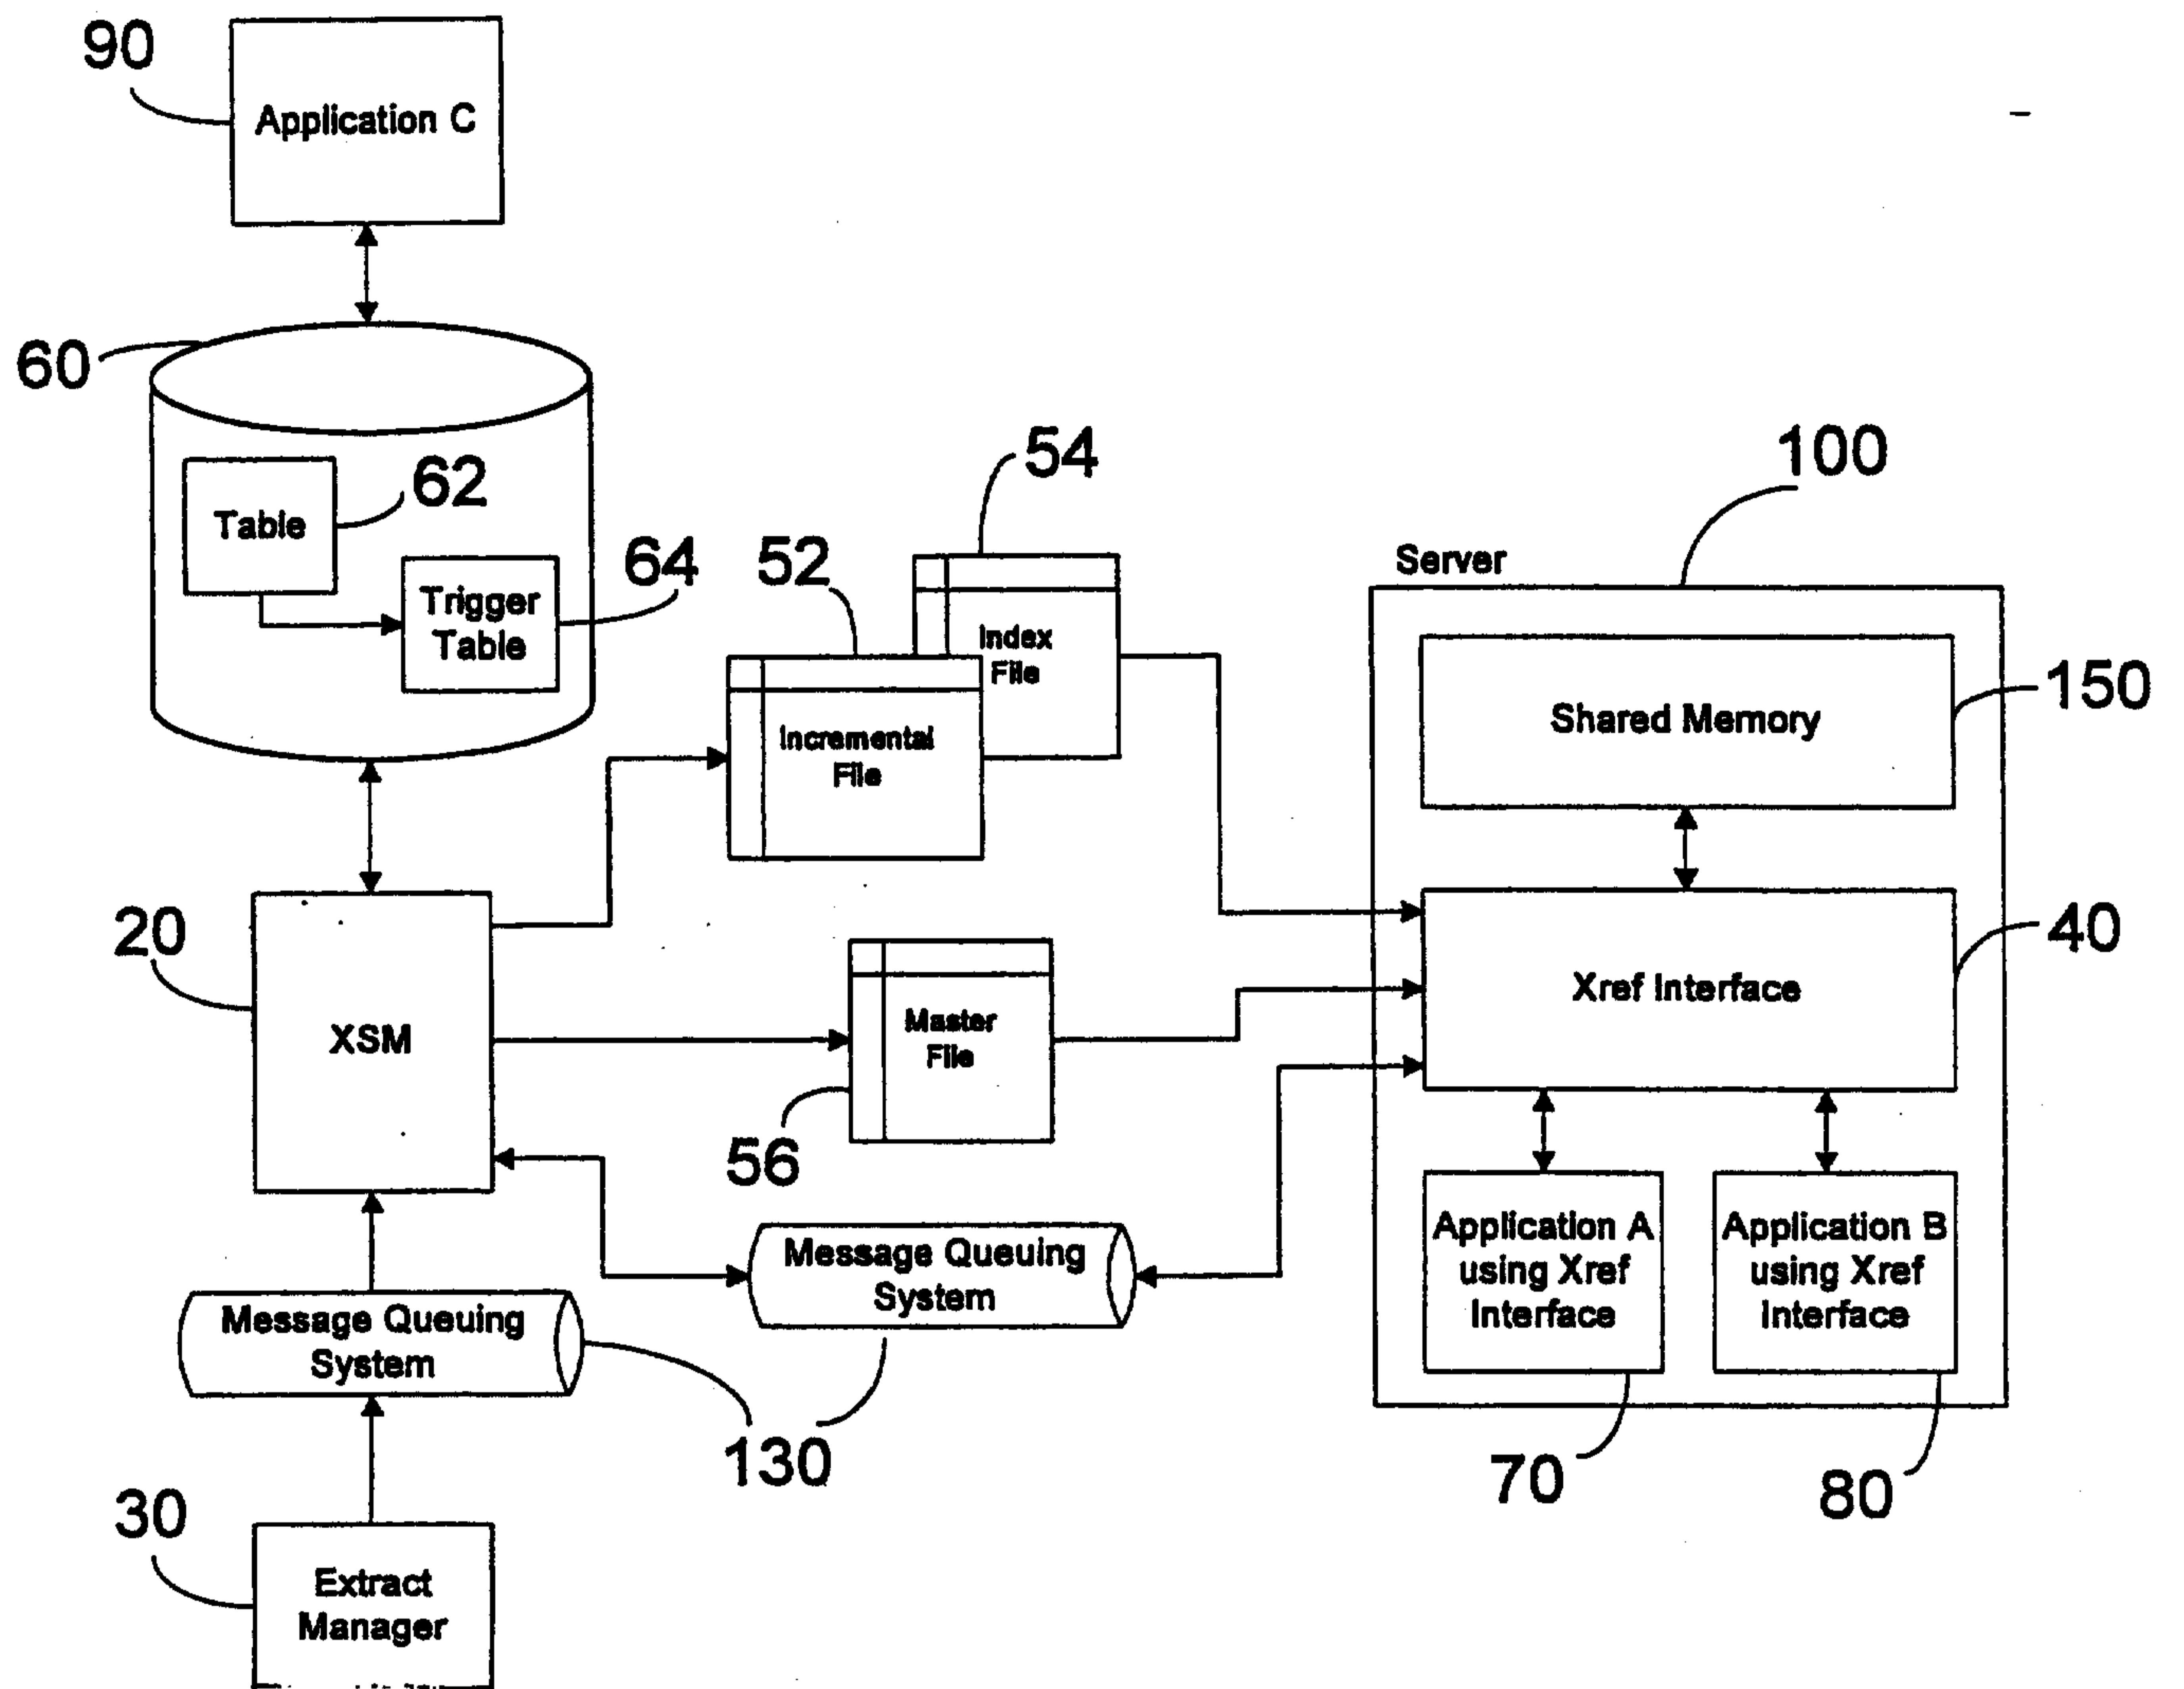 90
Application C
60
Table
62
Trigger
Table
64
52
54
Index
File
Incremental
File
100
Server
Shared Memory
150
20
XSM
Master
File
56
Xref Interface
40
Message Queuing
System
Message Queuing
System
130
Application A
using Xref
Interface
Application B
using Xref
Interface
70
80
30
Extract
Manager